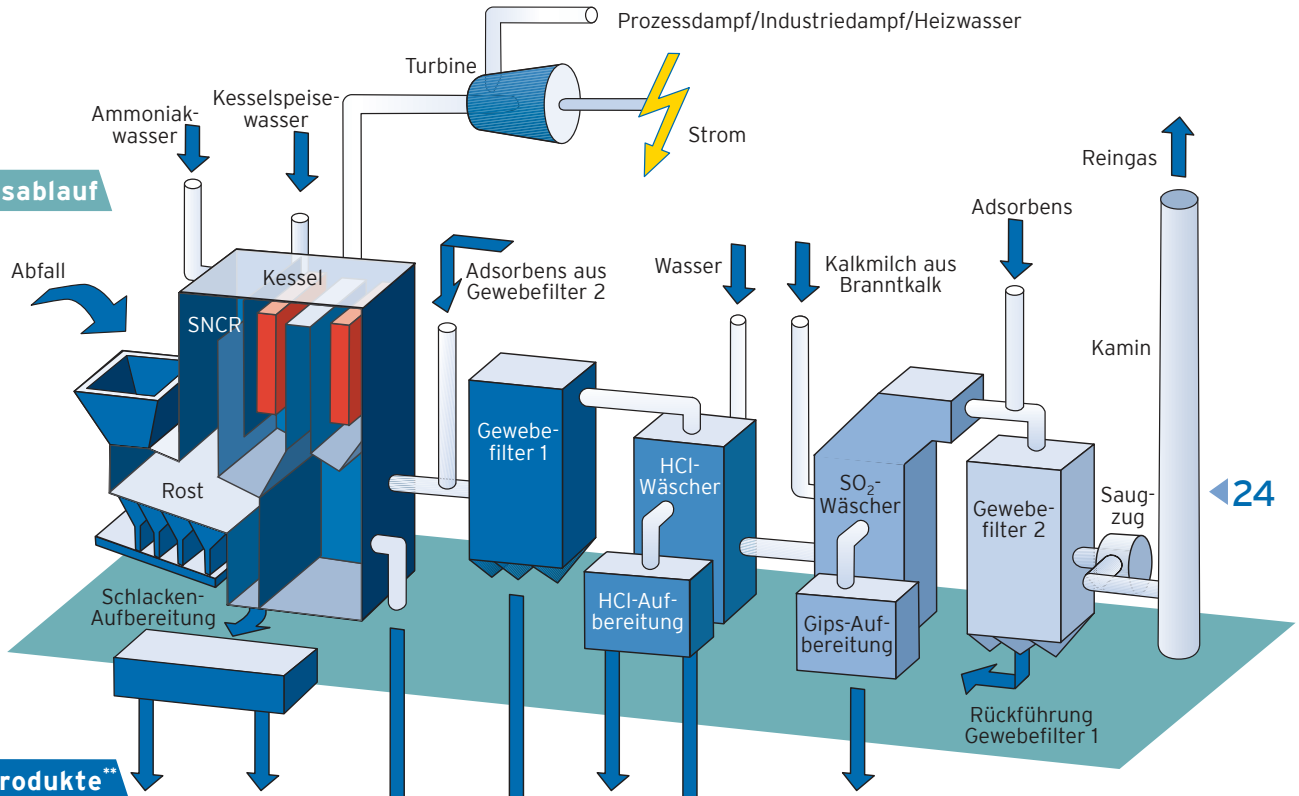 Prozessdampf/Industriedampf/Heizwasser
Turbine
Kesselspeise-
wasser
Ammoniak-
wasser
Strom
Reingas
sablauf
Adsorbens
Abfall
Kessel
Adsorbens aus
Gewebefilter 2
Wasser
Kalkmilch aus
Branntkalk
SNCR
Kamin
Gewebe-
filter 1
HCl-
Wäscher
SO₂-
Wäscher
Gewebe-
filter 2
Saug-
zug
24
Rost
Schlacken-
Aufbereitung
HCl-Auf-
bereitung
Gips-Auf-
bereitung
Rückführung
Gewebefilter 1
rodukte**